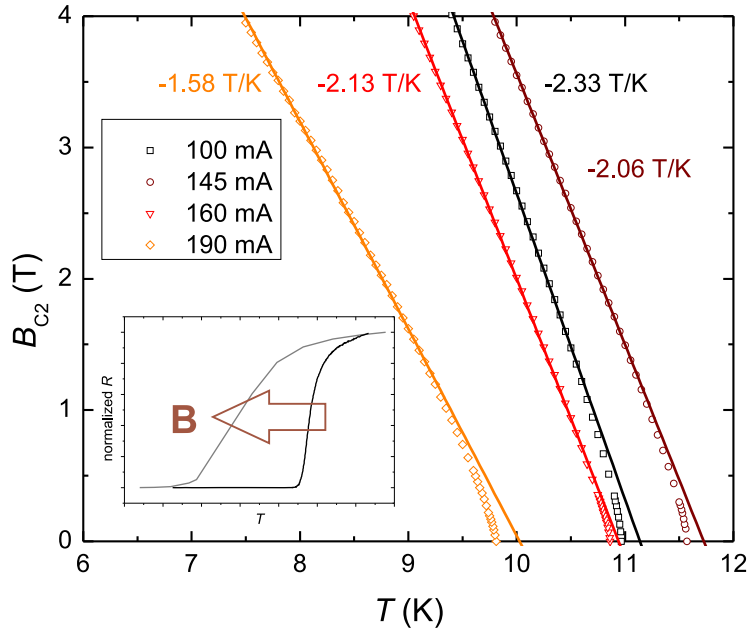 4
-1.58 T/K
-2.13 T/K
-2.33 T/K
100 mA
145 mA
160 mA
190 mA
-2.06 T/K
3
2
1
0
B_C2 (T)
normalized R
B
T
6 7 8 9 10 11 12
T (K)